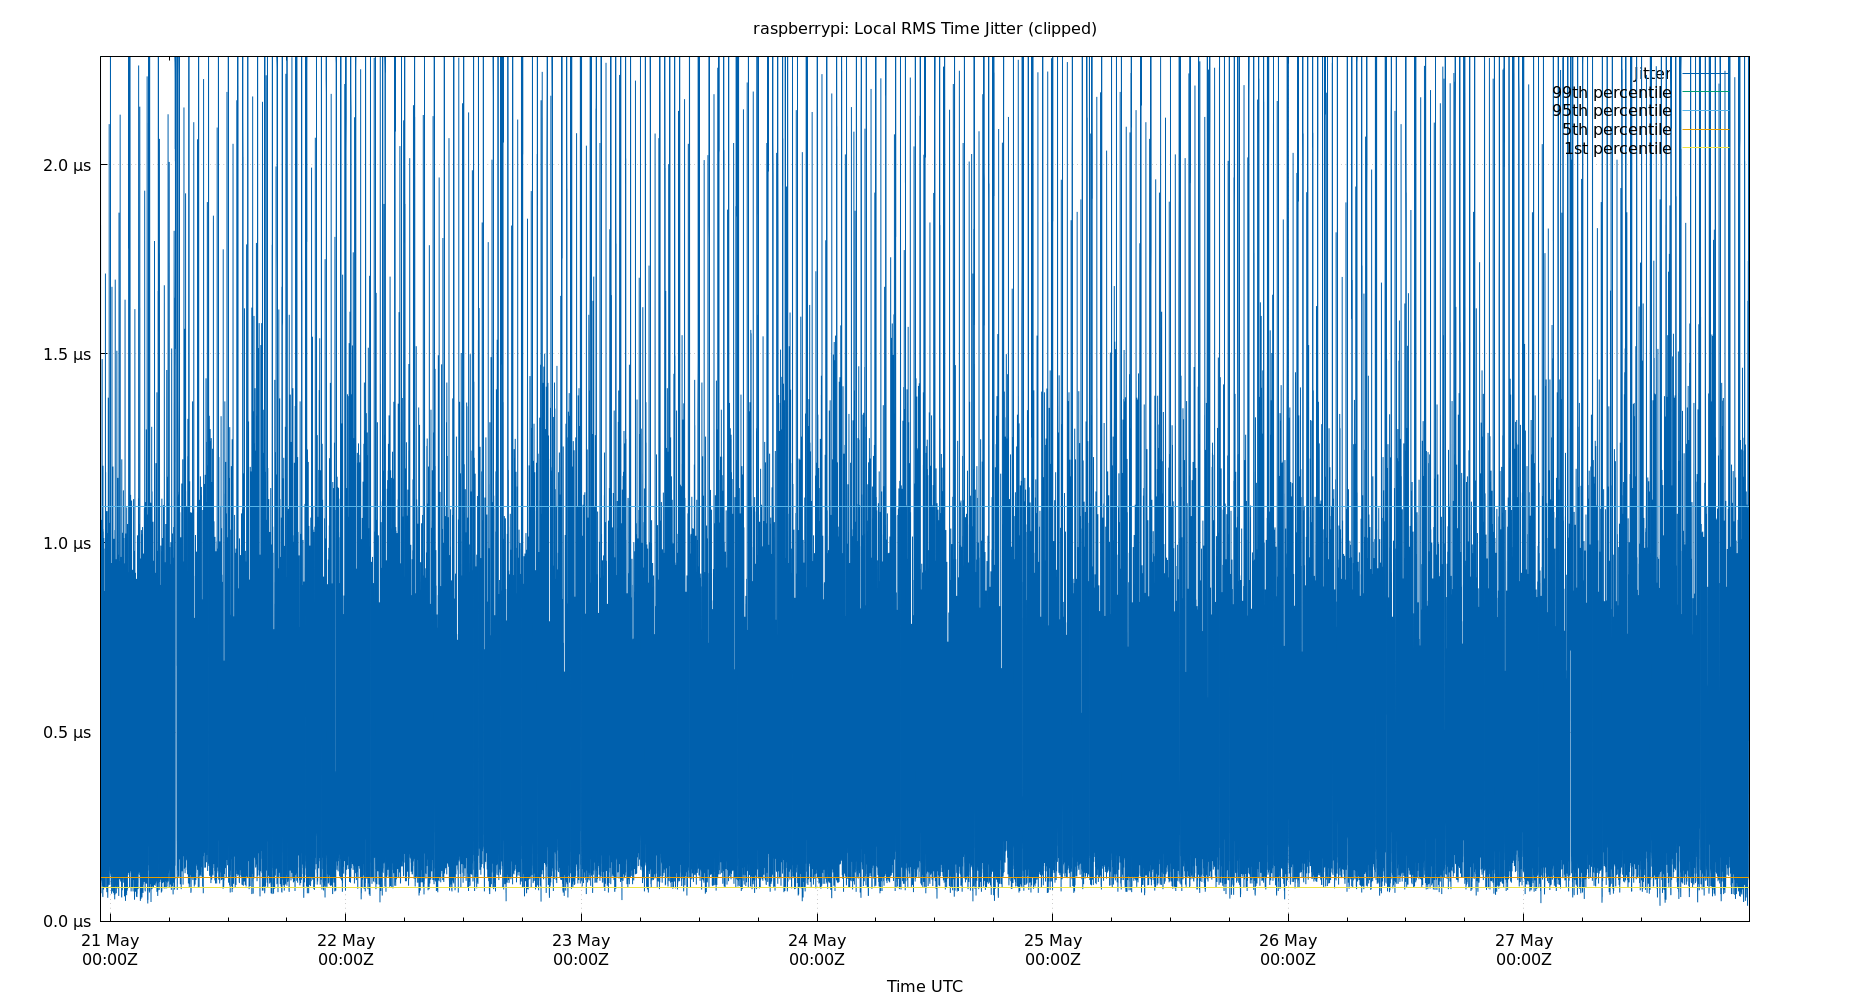 raspberrypi: Local RMS Time Jitter (clipped)
jitter
99th percentile
95th percentile
5th percentile
1st percentile
2.0 µs
1.5 µs
1.0 µs
0.5 µs
0.0 µs
21 May 22 May 23 May 24 May 25 May 26 May 27 May
00:00Z 00:00Z 00:00Z 00:00Z 00:00Z 00:00Z 00:00Z
Time UTC